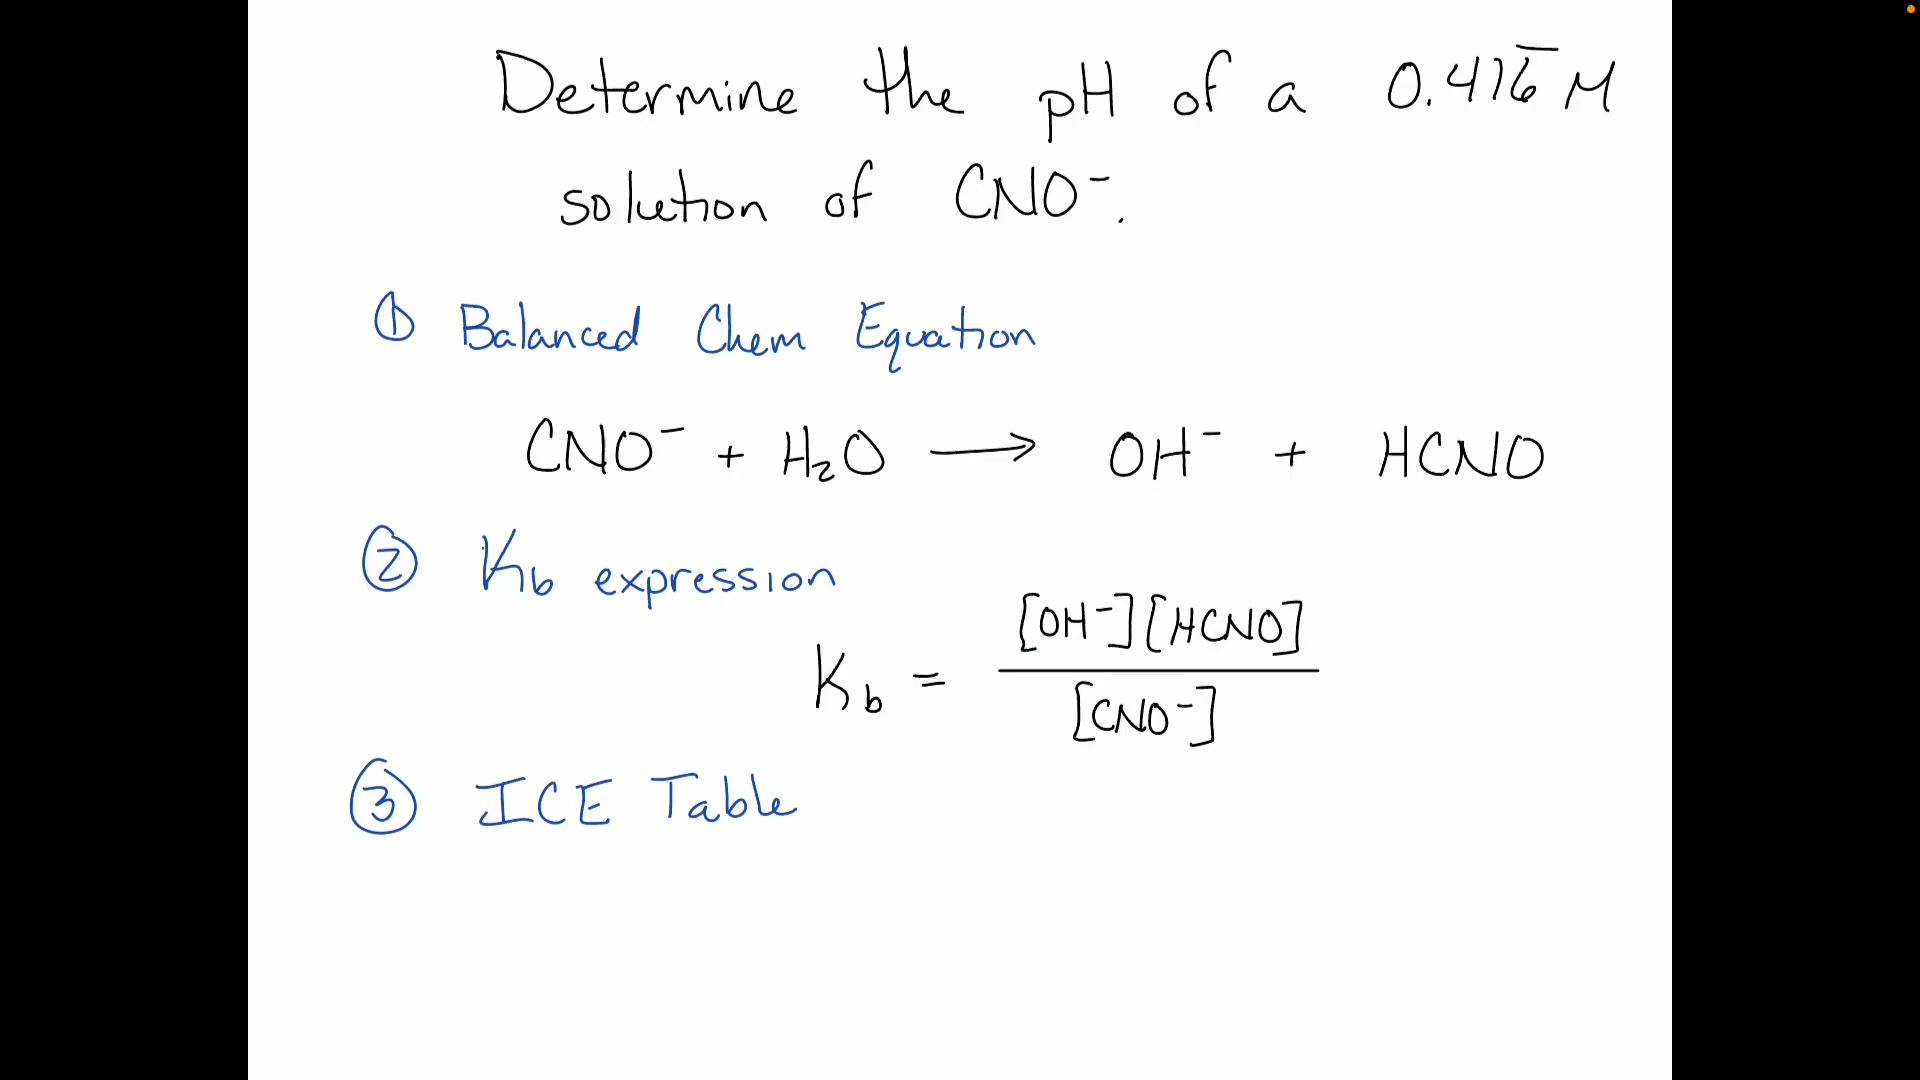 Determine the pH of a 0.416̅ M
solution of CNO⁻.
① Balanced Chem Equation
CNO⁻ + H₂O ⟶ OH⁻ + HCNO
② Kb expression
Kb = [OH⁻][HCNO]
[CNO⁻]
③ ICE Table